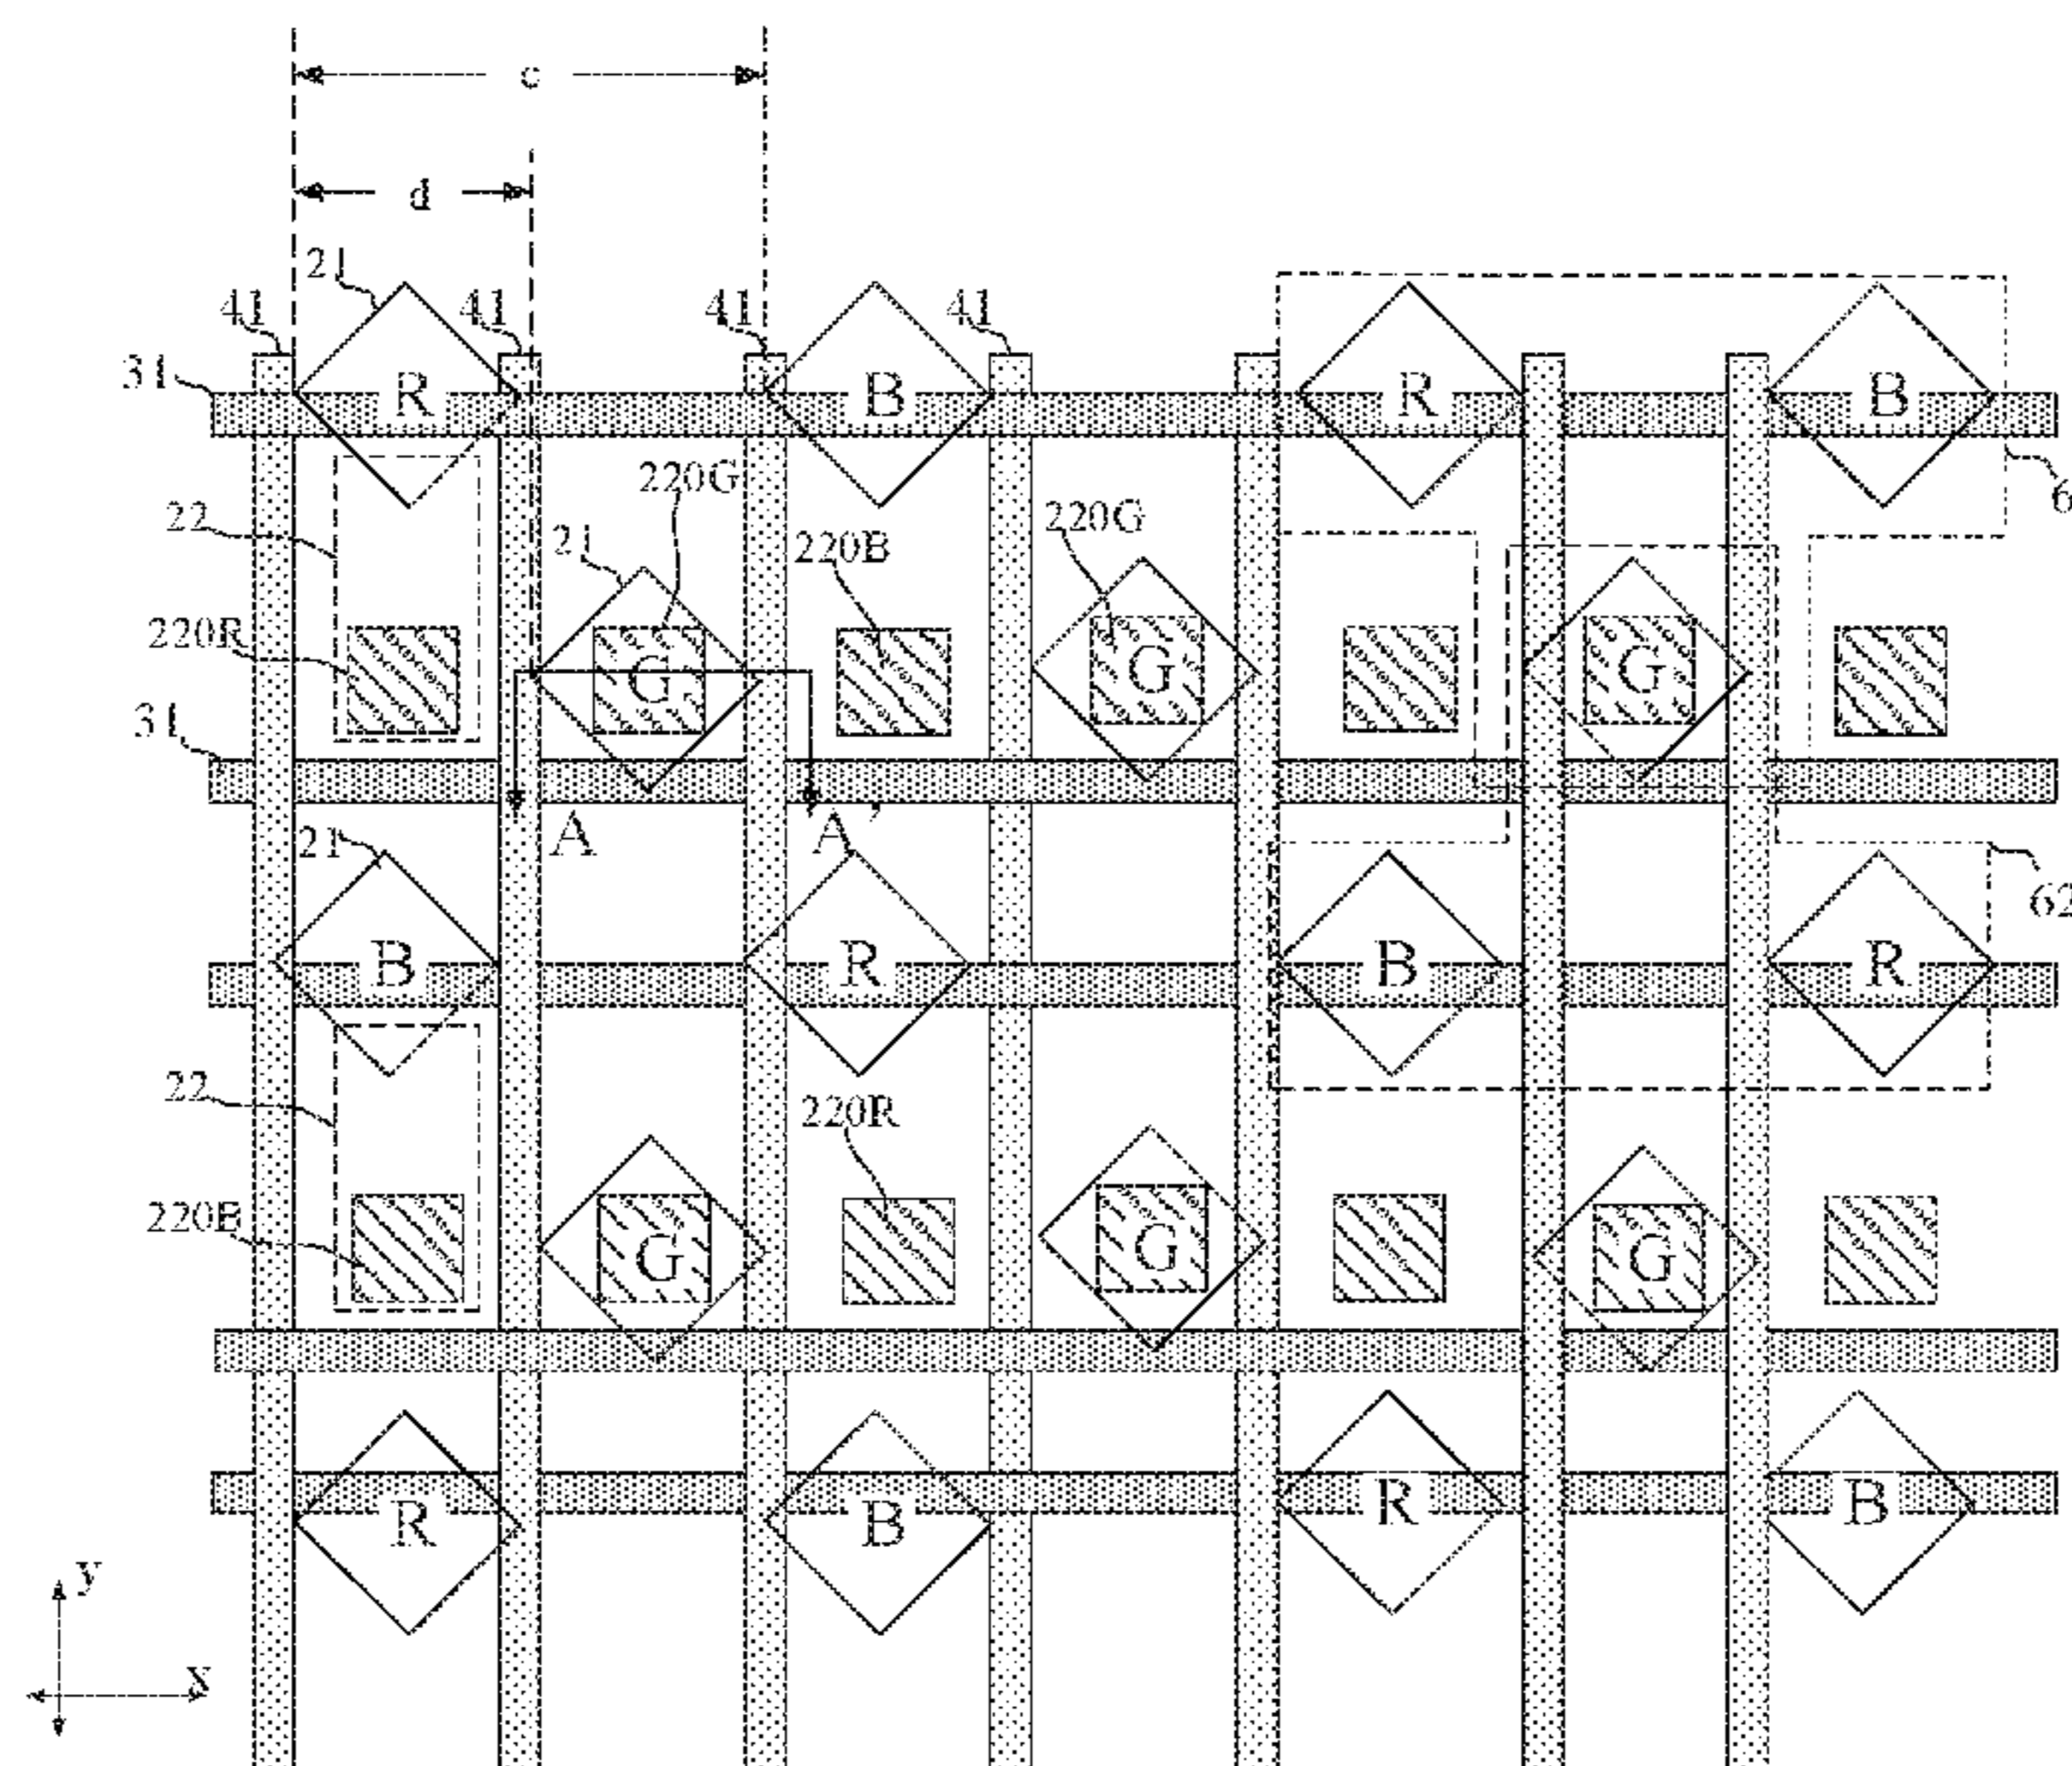 c
d
21
41 41 41 41
31 R B R B
220G
6
22 21 220B 220G
220R G G G
31
A A’
21
62
B R B R
22 220R
220B G G G
R B R B
y
x